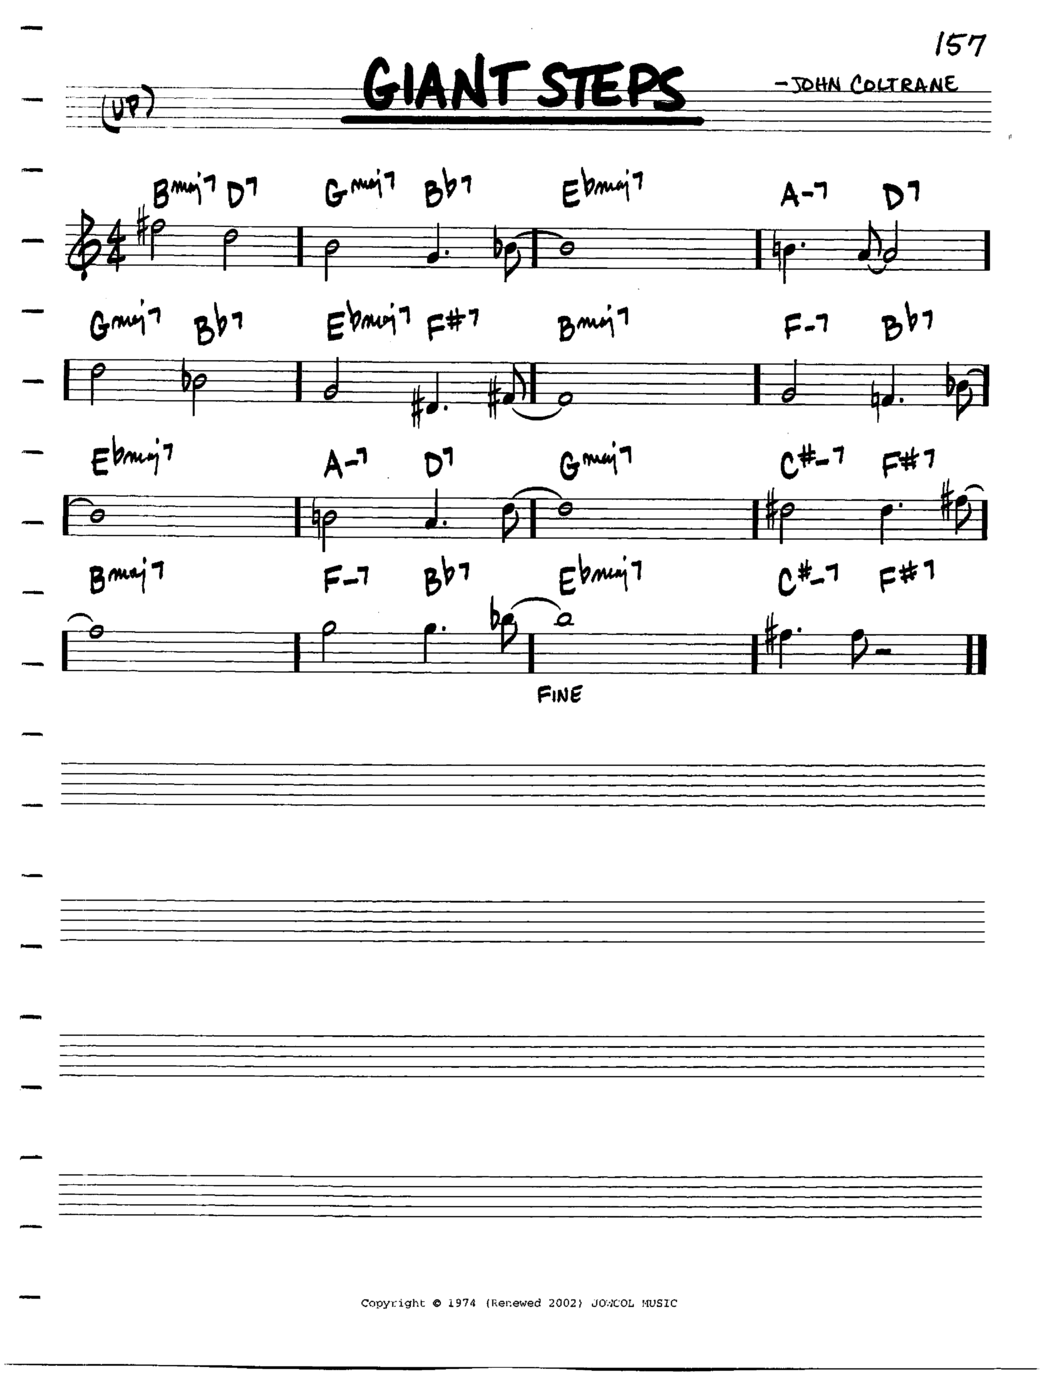 157
GIANT STEPS
-JOHN COLTRANE
(UP)
Bmaj7 D7 Gmaj7 Bb7 Ebmaj7 A-7 D7
4/4
Gmaj7 Bb7 Ebmaj7 F#7 Bmaj7 F-7 Bb7
Ebmaj7 A-7 D7 Gmaj7 C#-7 F#7
Bmaj7 F-7 Bb7 Ebmaj7 C#-7 F#7
FINE
Copyright © 1974 (Renewed 2002) JOWCOL MUSIC